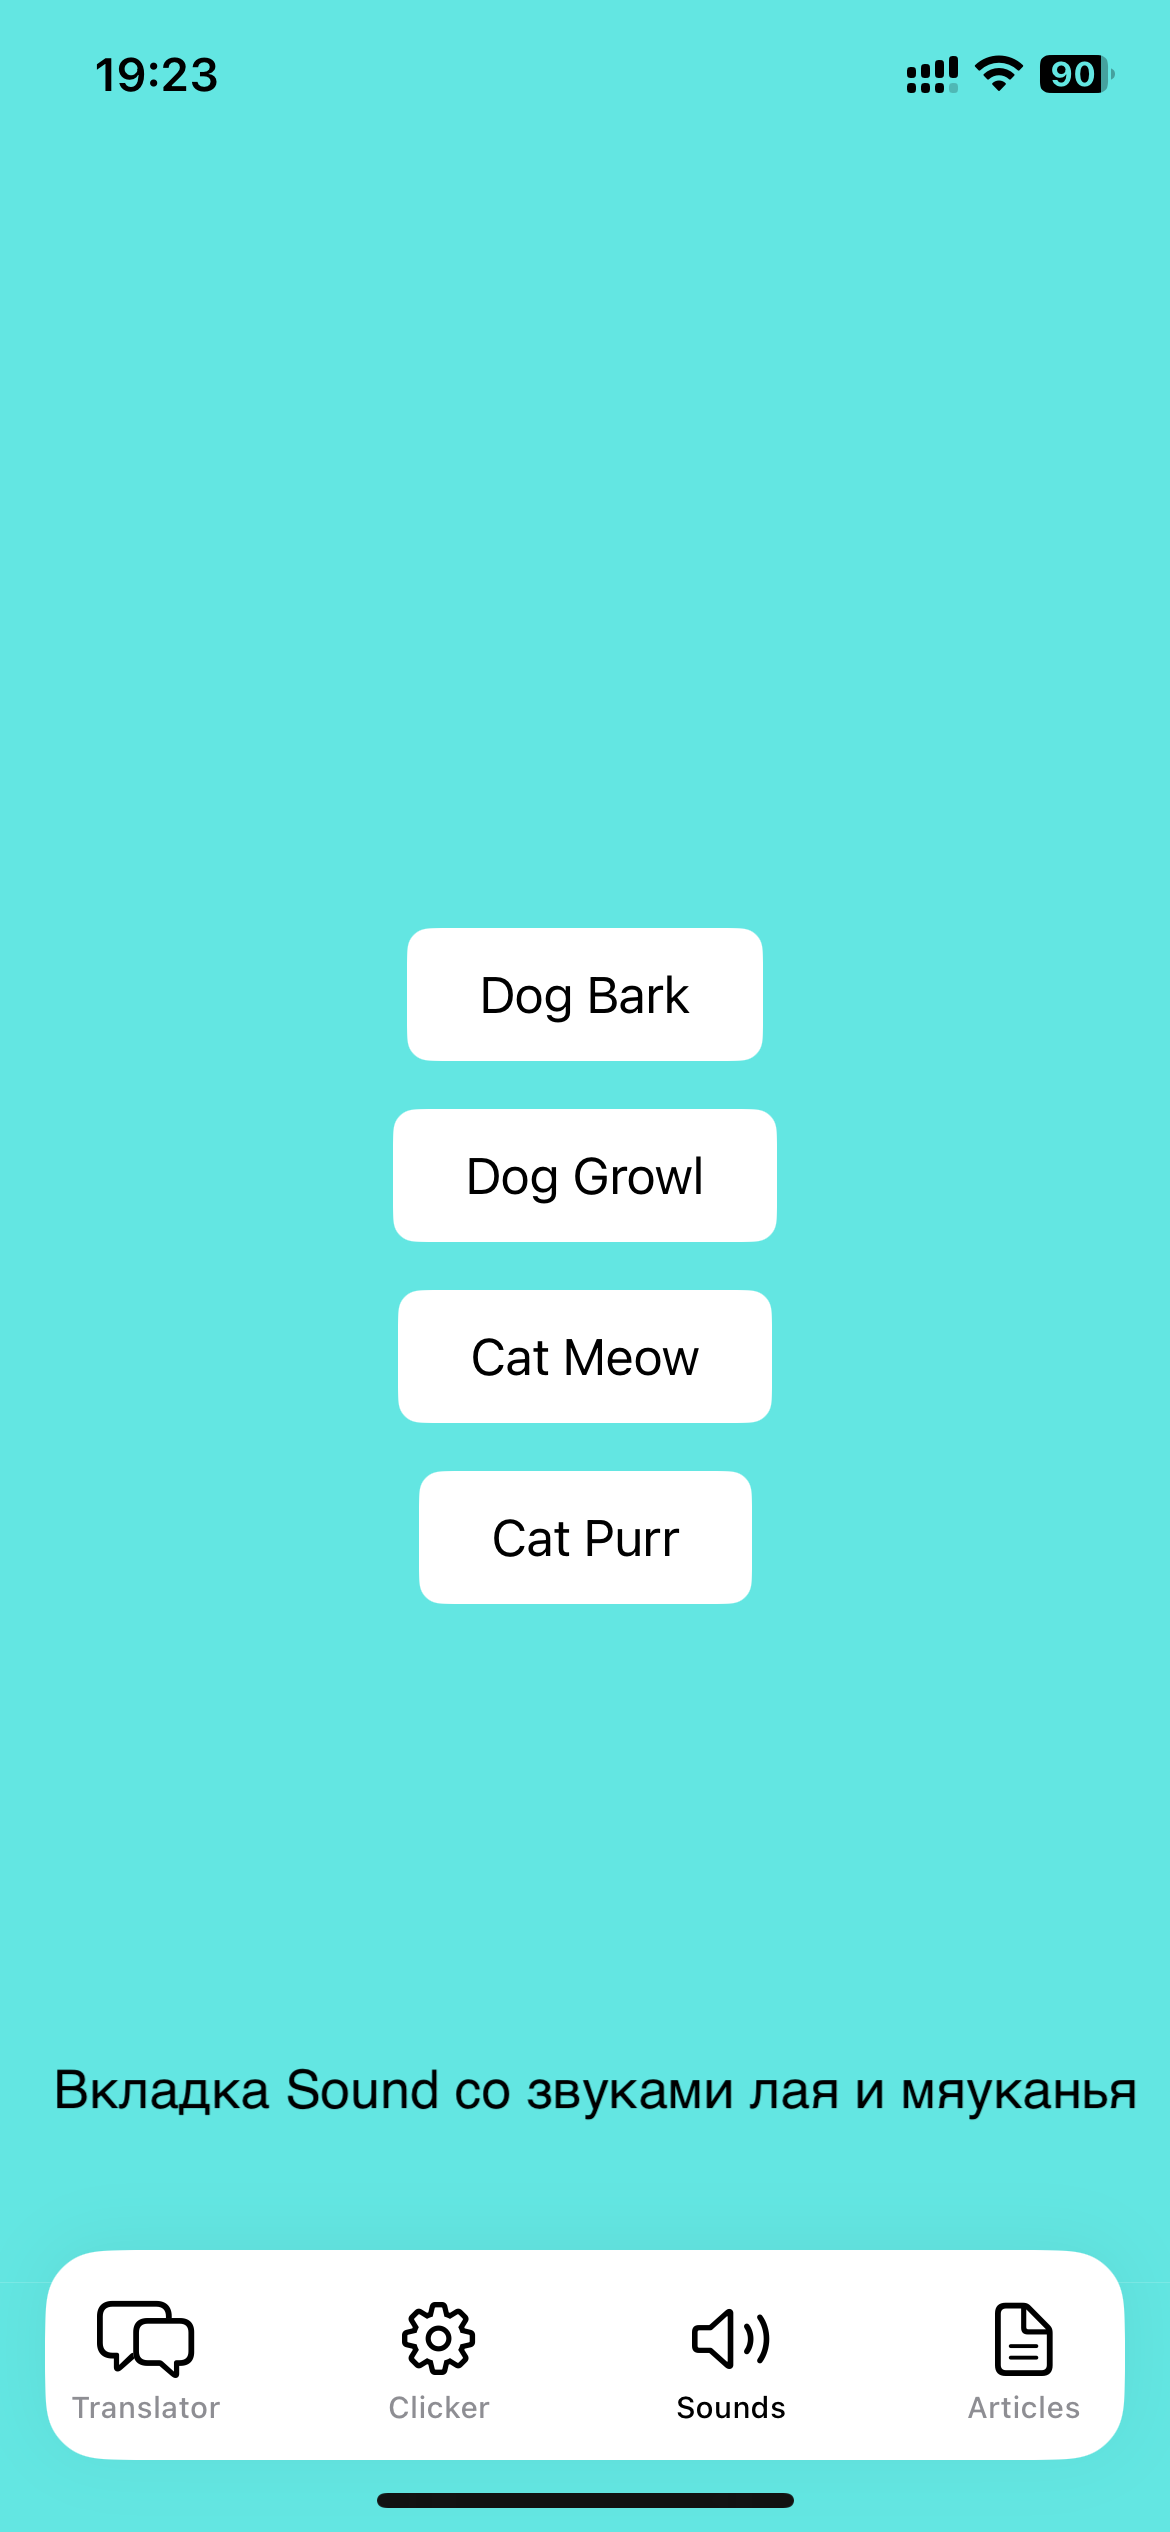 19:23
90
Dog Bark
Dog Growl
Cat Meow
Cat Purr
Вкладка Sound со звуками лая и мяуканья
Translator
Clicker
Sounds
Articles